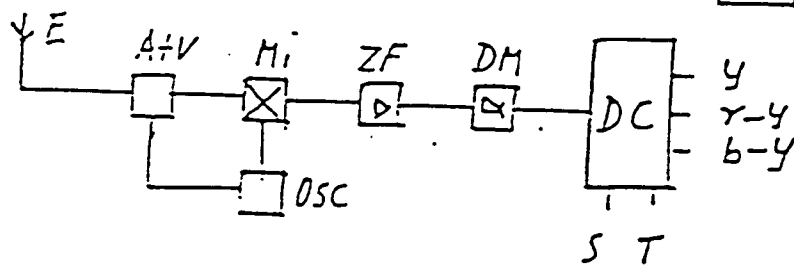 E
A+V Mi ZF DM
DC
y
r-y
b-y
OSC
S T